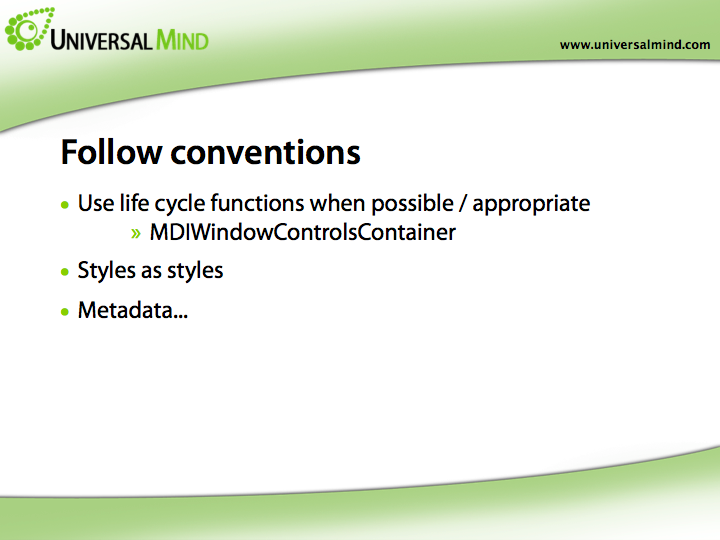 UNIVERSAL MIND
www.universalmind.com
Follow conventions
• Use life cycle functions when possible / appropriate
» MDIWindowControlsContainer
• Styles as styles
• Metadata...